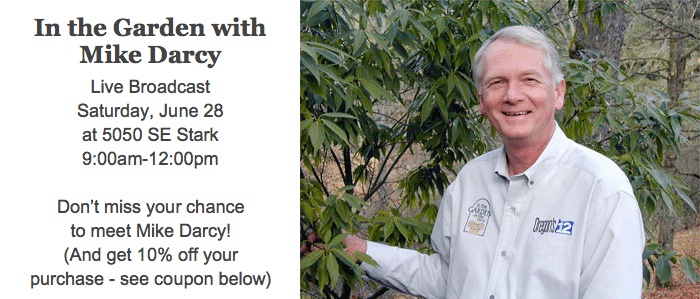 In the Garden with
Mike Darcy
Live Broadcast
Saturday, June 28
at 5050 SE Stark
9:00am-12:00pm
Don't miss your chance
to meet Mike Darcy!
(And get 10% off your
purchase - see coupon below)
GARDEN
Oregon's 12